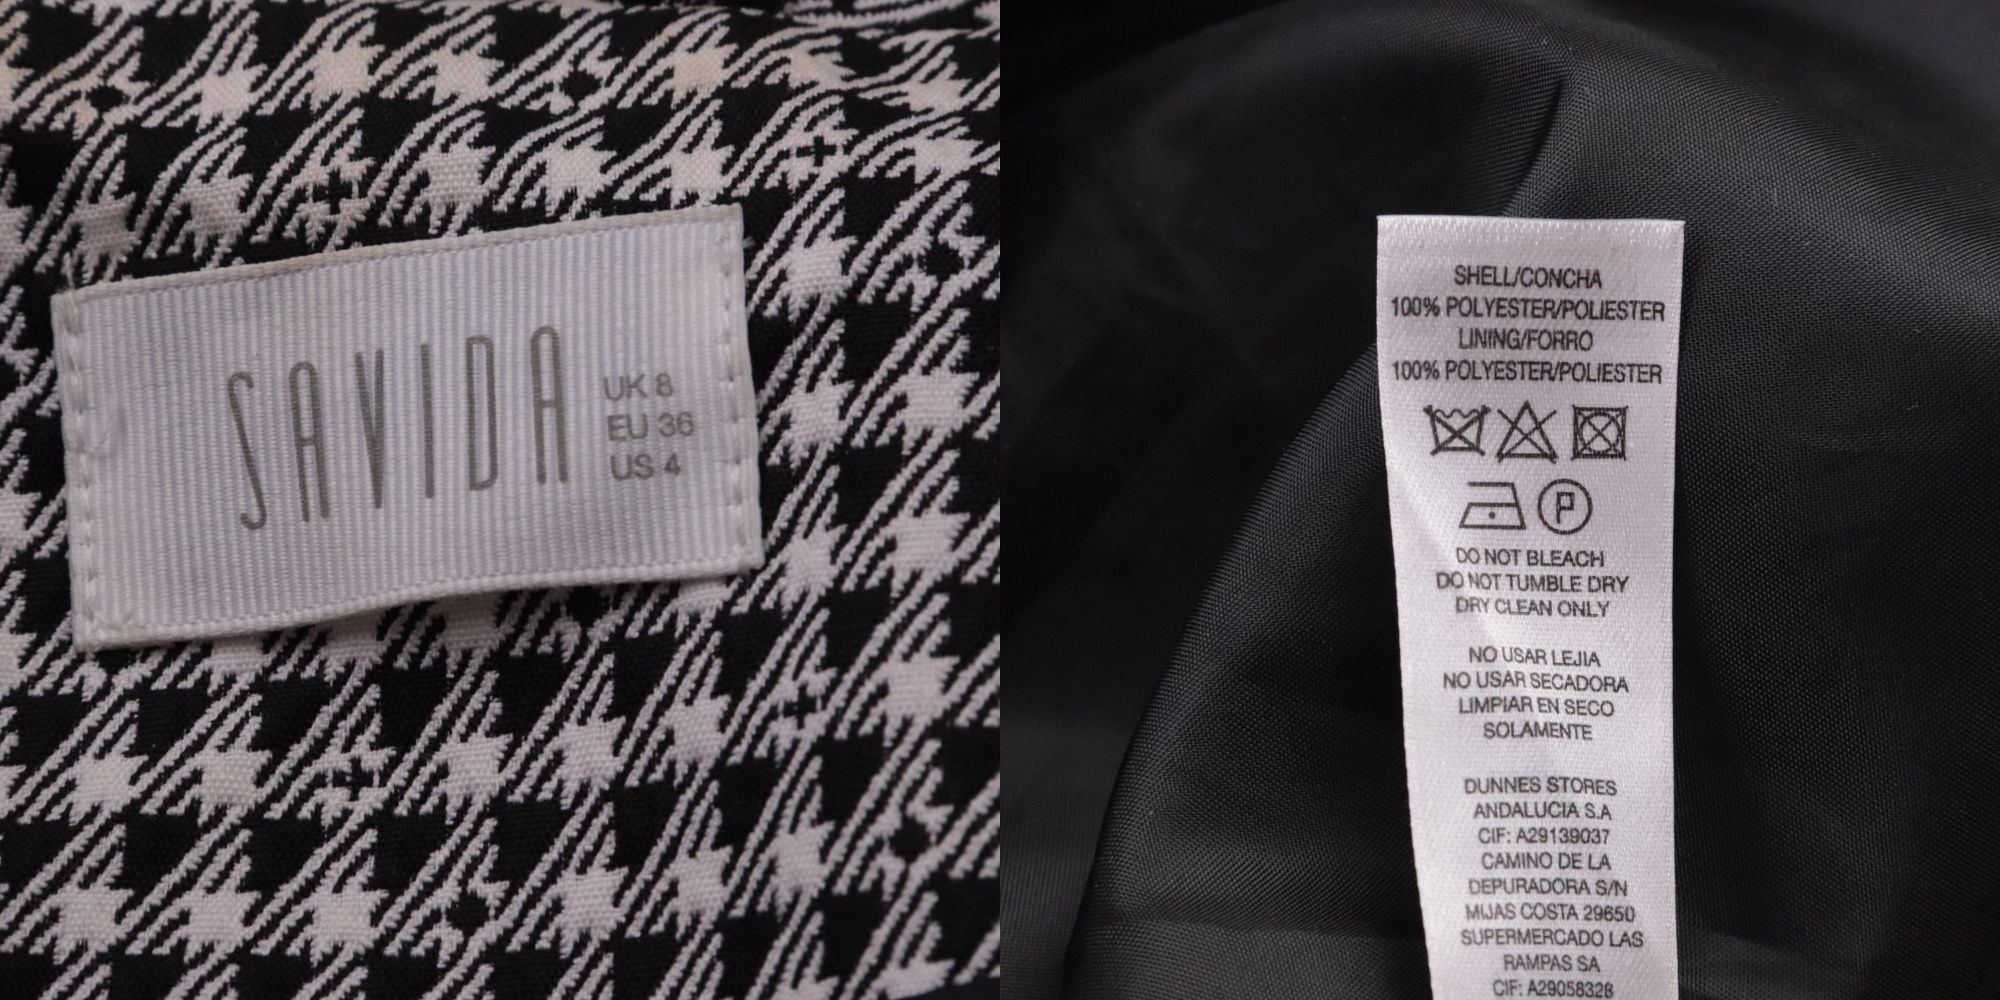 SAVIDA
UK 8
EU 36
US 4
SHELL/CONCHA
100% POLYESTER/POLIESTER
LINING/FORRO
100% POLYESTER/POLIESTER
P
DO NOT BLEACH
DO NOT TUMBLE DRY
DRY CLEAN ONLY
NO USAR LEJIA
NO USAR SECADORA
LIMPIAR EN SECO
SOLAMENTE
DUNNES STORES
ANDALUCIA S.A
CIF: A29139037
CAMINO DE LA
DEPURADORA S/N
MIJAS COSTA 29650
SUPERMERCADO LAS
RAMPAS SA
CIF: A29058328